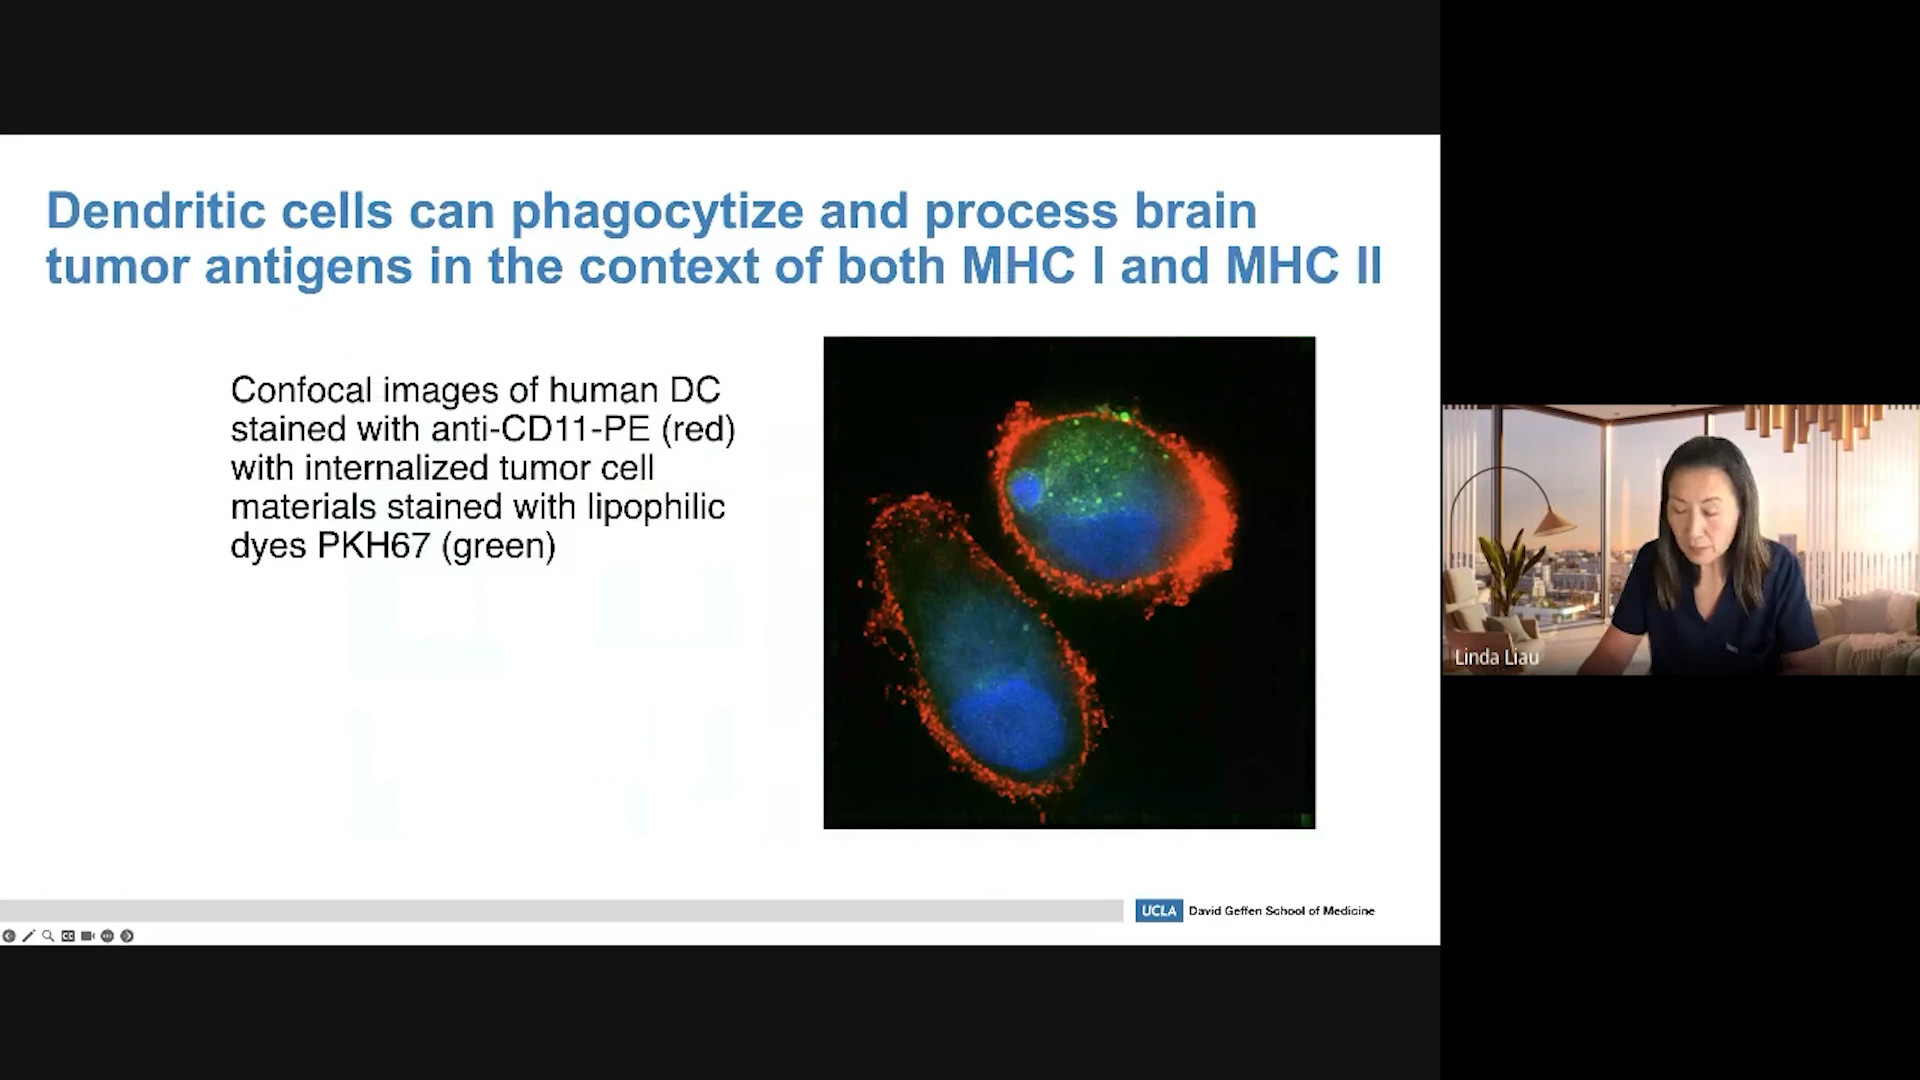 Dendritic cells can phagocytize and process brain
tumor antigens in the context of both MHC I and MHC II
Confocal images of human DC
stained with anti-CD11-PE (red)
with internalized tumor cell
materials stained with lipophilic
dyes PKH67 (green)
Linda Liau
UCLA David Geffen School of Medicine